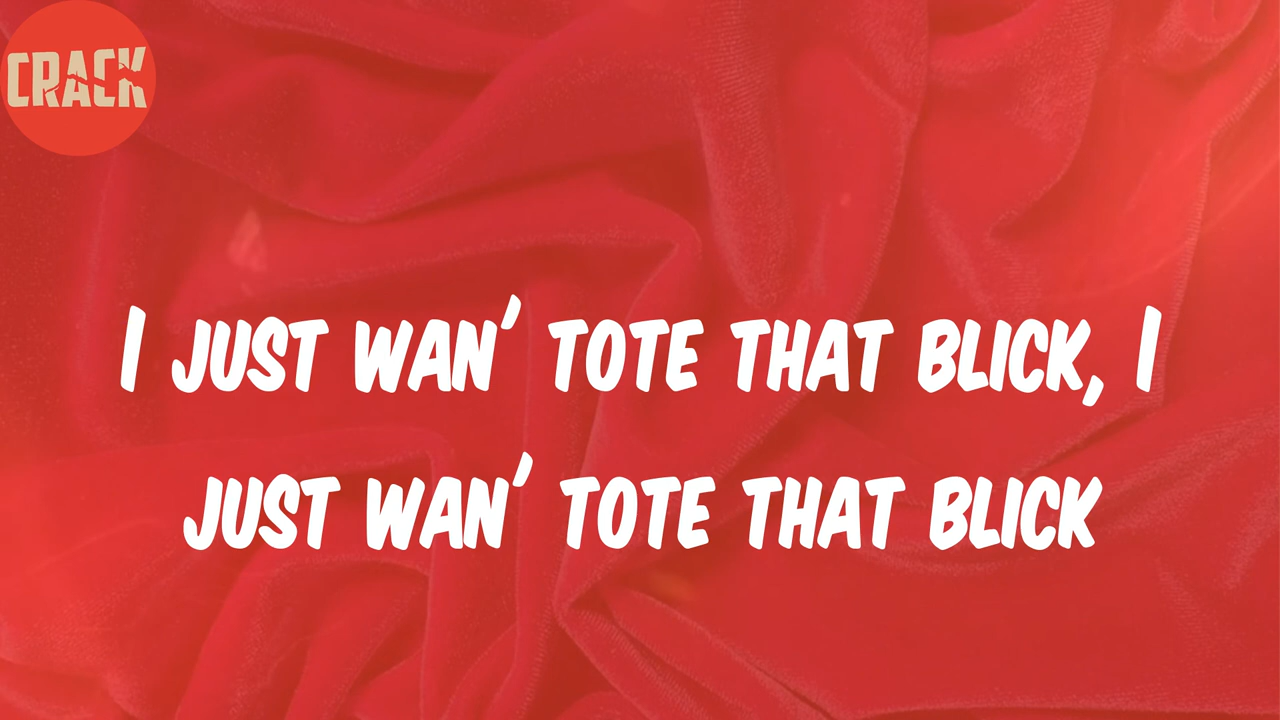 CRACK
I JUST WAN' TOTE THAT BLICK, I
JUST WAN' TOTE THAT BLICK